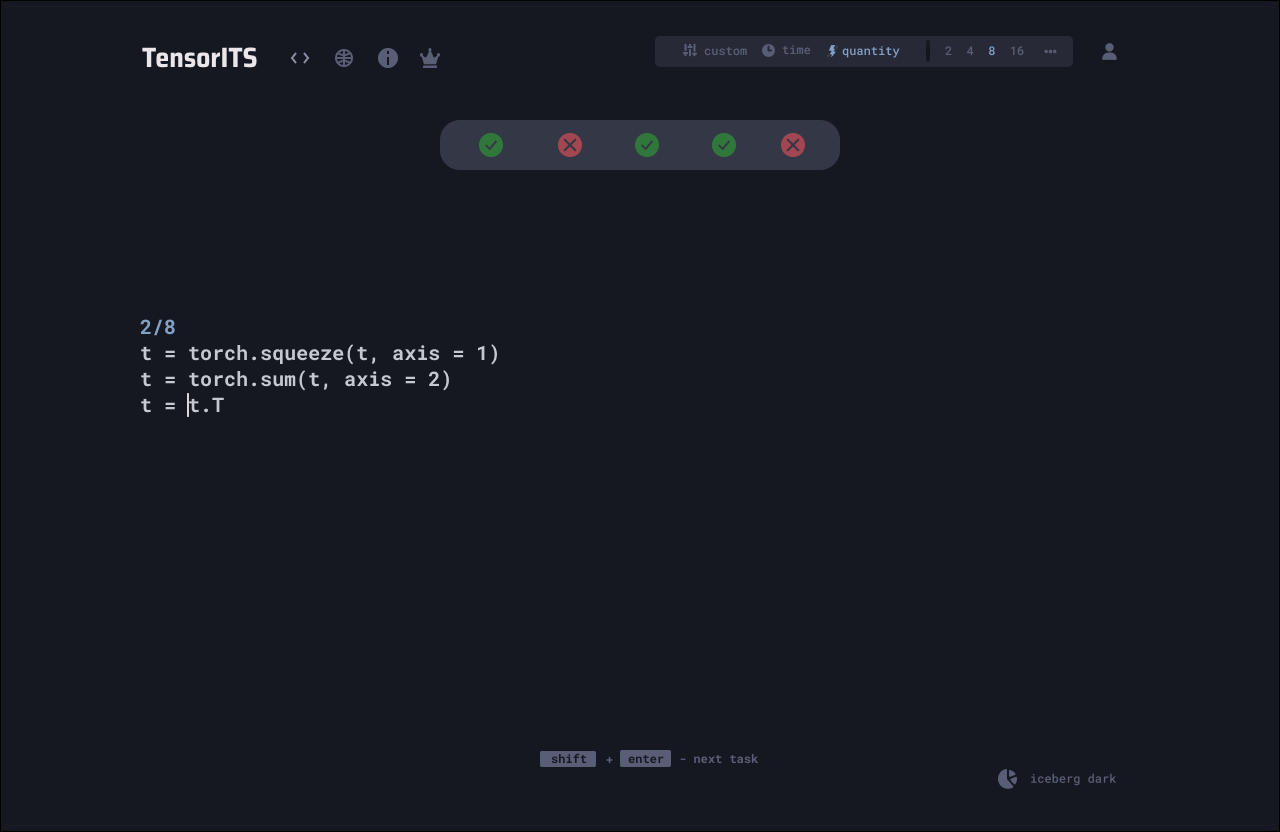 TensorITS
custom time quantity 2 4 8 16 •••
2/8
t = torch.squeeze(t, axis = 1)
t = torch.sum(t, axis = 2)
t = t.T
shift + enter - next task
iceberg dark